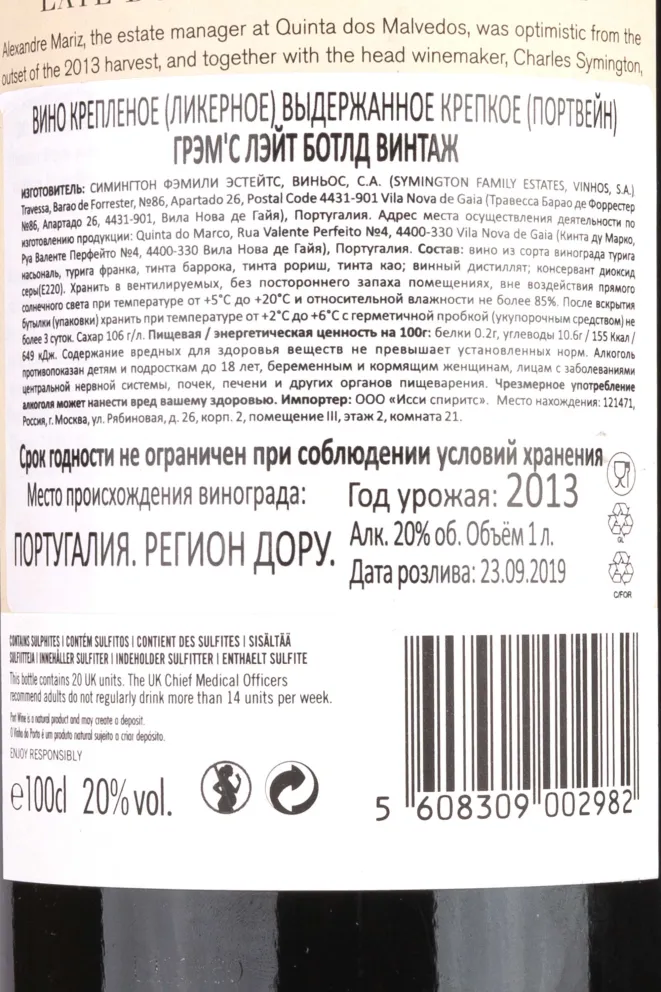 Alexandre Mariz, the estate manager at Quinta dos Malvedos, was optimistic from the
outset of the 2013 harvest, and together with the head winemaker, Charles Symington,
ВИНО КРЕПЛЕНОЕ (ЛИКЕРНОЕ) ВЫДЕРЖАННОЕ КРЕПКОЕ (ПОРТВЕЙН)
ГРЭМ'С ЛЭЙТ БОТЛД ВИНТАЖ
ИЗГОТОВИТЕЛЬ: СИМИНГТОН ФЭМИЛИ ЭСТЕЙТС, ВИНЬОС, С.А. (SYMINGTON FAMILY ESTATES, VINHOS, S.A.)
Travessa, Barao de Forrester, №86, Apartado 26, Postal Code 4431-901 Vila Nova de Gaia (Травесса Барао де Форрестер
№86, Апартадо 26, 4431-901, Вила Нова де Гайя), Португалия. Адрес места осуществления деятельности по
изготовлению продукции: Quinta do Marco, Rua Valente Perfeito №4, 4400-330 Vila Nova de Gaia (Кинта ду Марко,
Руа Валенте Перфейто №4, 4400-330 Вила Нова де Гайя), Португалия. Состав: вино из сорта винограда турига
насьональ, турига франка, тинта баррока, тинта рориш, тинта као; винный дистиллят; консервант диоксид
серы(Е220). Хранить в вентилируемых, без постороннего запаха помещениях, вне воздействия прямого
солнечного света при температуре от +5°С до +20°С и относительной влажности не более 85%. После вскрытия
бутылки (упаковки) хранить при температуре от +2°С до +6°С с герметичной пробкой (укупорочным средством) не
более 3 суток. Сахар 106 г/л. Пищевая / энергетическая ценность на 100г: белки 0.2г, углеводы 10.6г / 155 Ккал /
649 кДж. Содержание вредных для здоровья веществ не превышает установленных норм. Алкоголь
противопоказан детям и подросткам до 18 лет, беременным и кормящим женщинам, лицам с заболеваниями
центральной нервной системы, почек, печени и других органов пищеварения. Чрезмерное употребление
алкоголя может нанести вред вашему здоровью. Импортер: ООО «Исси спиритс». Место нахождения: 121471,
Россия, г. Москва, ул. Рябиновая, д. 26, корп. 2, помещение III, этаж 2, комната 21.
Срок годности не ограничен при соблюдении условий хранения
Место происхождения винограда:
ПОРТУГАЛИЯ. РЕГИОН ДОРУ.
Год урожая: 2013
Алк. 20% об. Объём 1 л.
Дата розлива: 23.09.2019
GL
C/FOR
CONTAINS SULPHITES | CONTÉM SULFITOS | CONTIENT DES SULFITES | SISÄLTÄÄ
SULFIITTEJA | INNEHÅLLER SULFITER | INDEHOLDER SULFITTER | ENTHAELT SULFITE
This bottle contains 20 UK units. The UK Chief Medical Officers
recommend adults do not regularly drink more than 14 units per week.
Port Wine is a natural product and may create a deposit.
O Vinho do Porto é um produto natural sujeito a criar depósito.
ENJOY RESPONSIBLY
e100cl 20%vol.
5 608309 002982